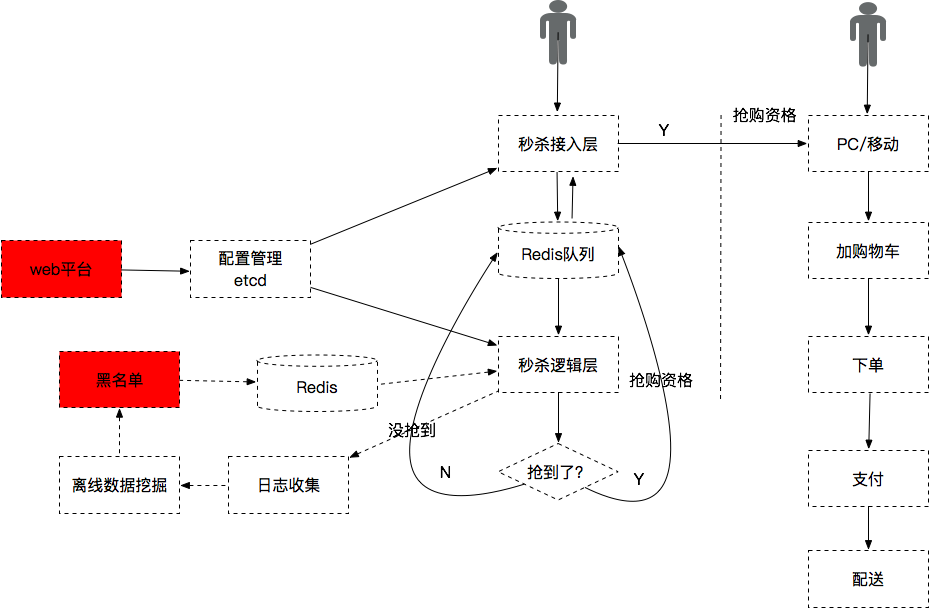 抢购资格
Y
秒杀接入层
PC/移动
Redis队列
加购物车
web平台
配置管理
etcd
秒杀逻辑层
下单
抢购资格
黑名单
Redis
没抢到
N
抢到了?
Y
离线数据挖掘
日志收集
支付
配送